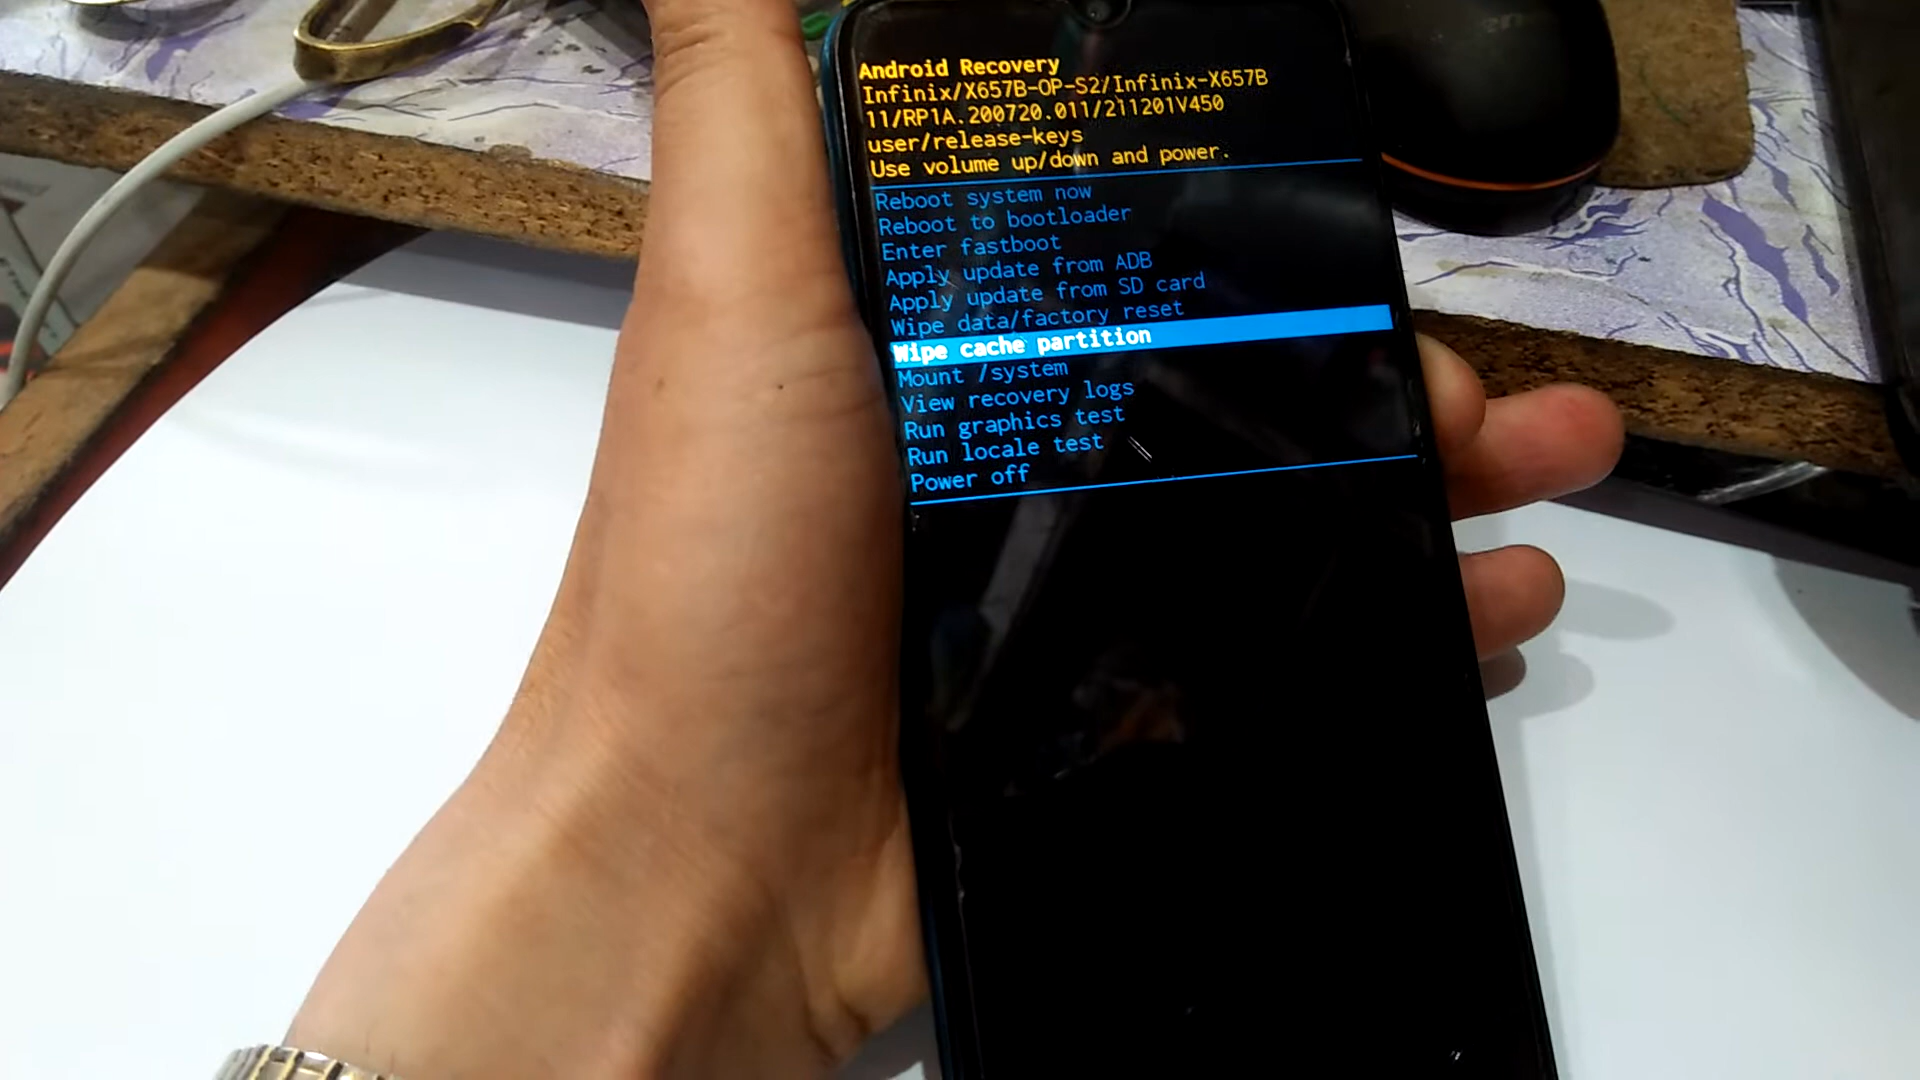 Android Recovery
Infinix/X657B-OP-S2/Infinix-X657B
11/RP1A.200720.011/211201V450
user/release-keys
Use volume up/down and power.
Reboot system now
Reboot to bootloader
Enter fastboot
Apply update from ADB
Apply update from SD card
Wipe data/factory reset
Wipe cache partition
Mount /system
View recovery logs
Run graphics test
Run locale test
Power off